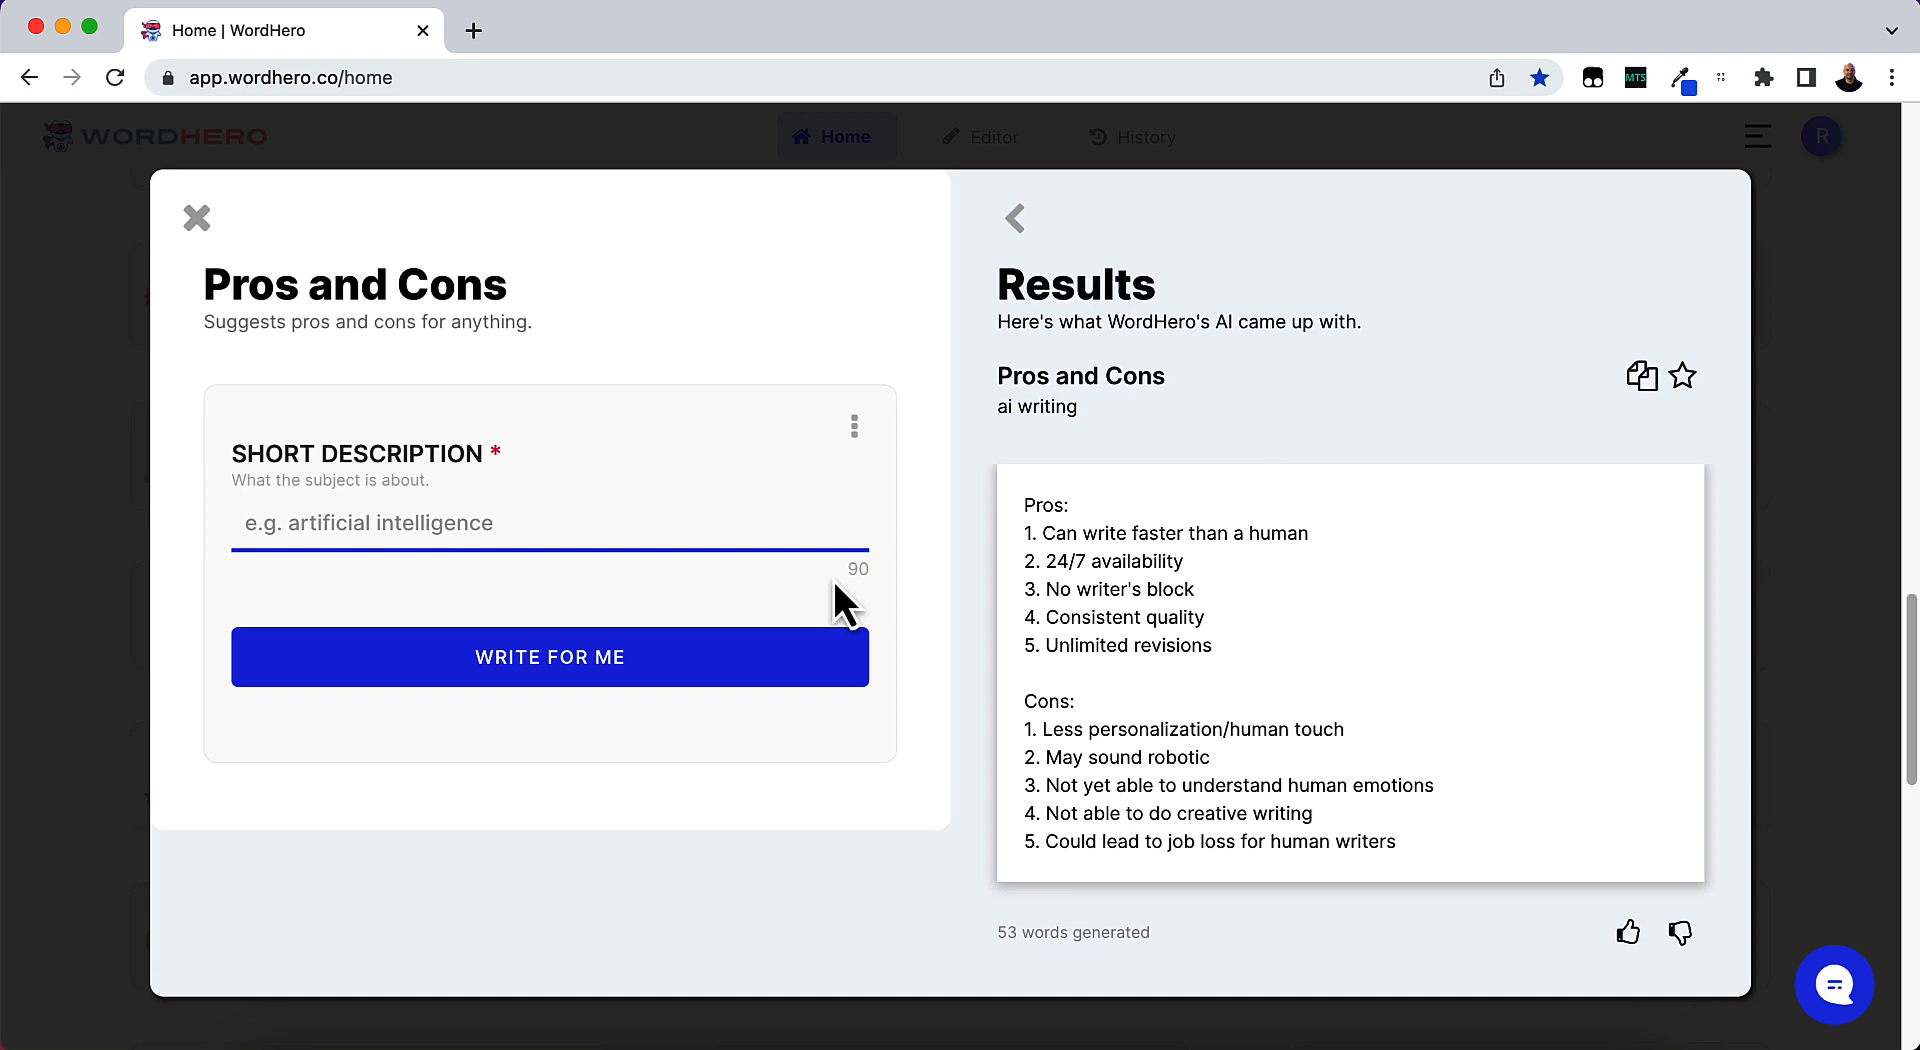 Home | WordHero
app.wordhero.co/home
MTS
WORDHERO
Home
Editor
History
R
Pros and Cons
Suggests pros and cons for anything.
SHORT DESCRIPTION *
What the subject is about.
e.g. artificial intelligence
90
WRITE FOR ME
Results
Here's what WordHero's AI came up with.
Pros and Cons
ai writing
Pros:
1. Can write faster than a human
2. 24/7 availability
3. No writer's block
4. Consistent quality
5. Unlimited revisions
Cons:
1. Less personalization/human touch
2. May sound robotic
3. Not yet able to understand human emotions
4. Not able to do creative writing
5. Could lead to job loss for human writers
53 words generated